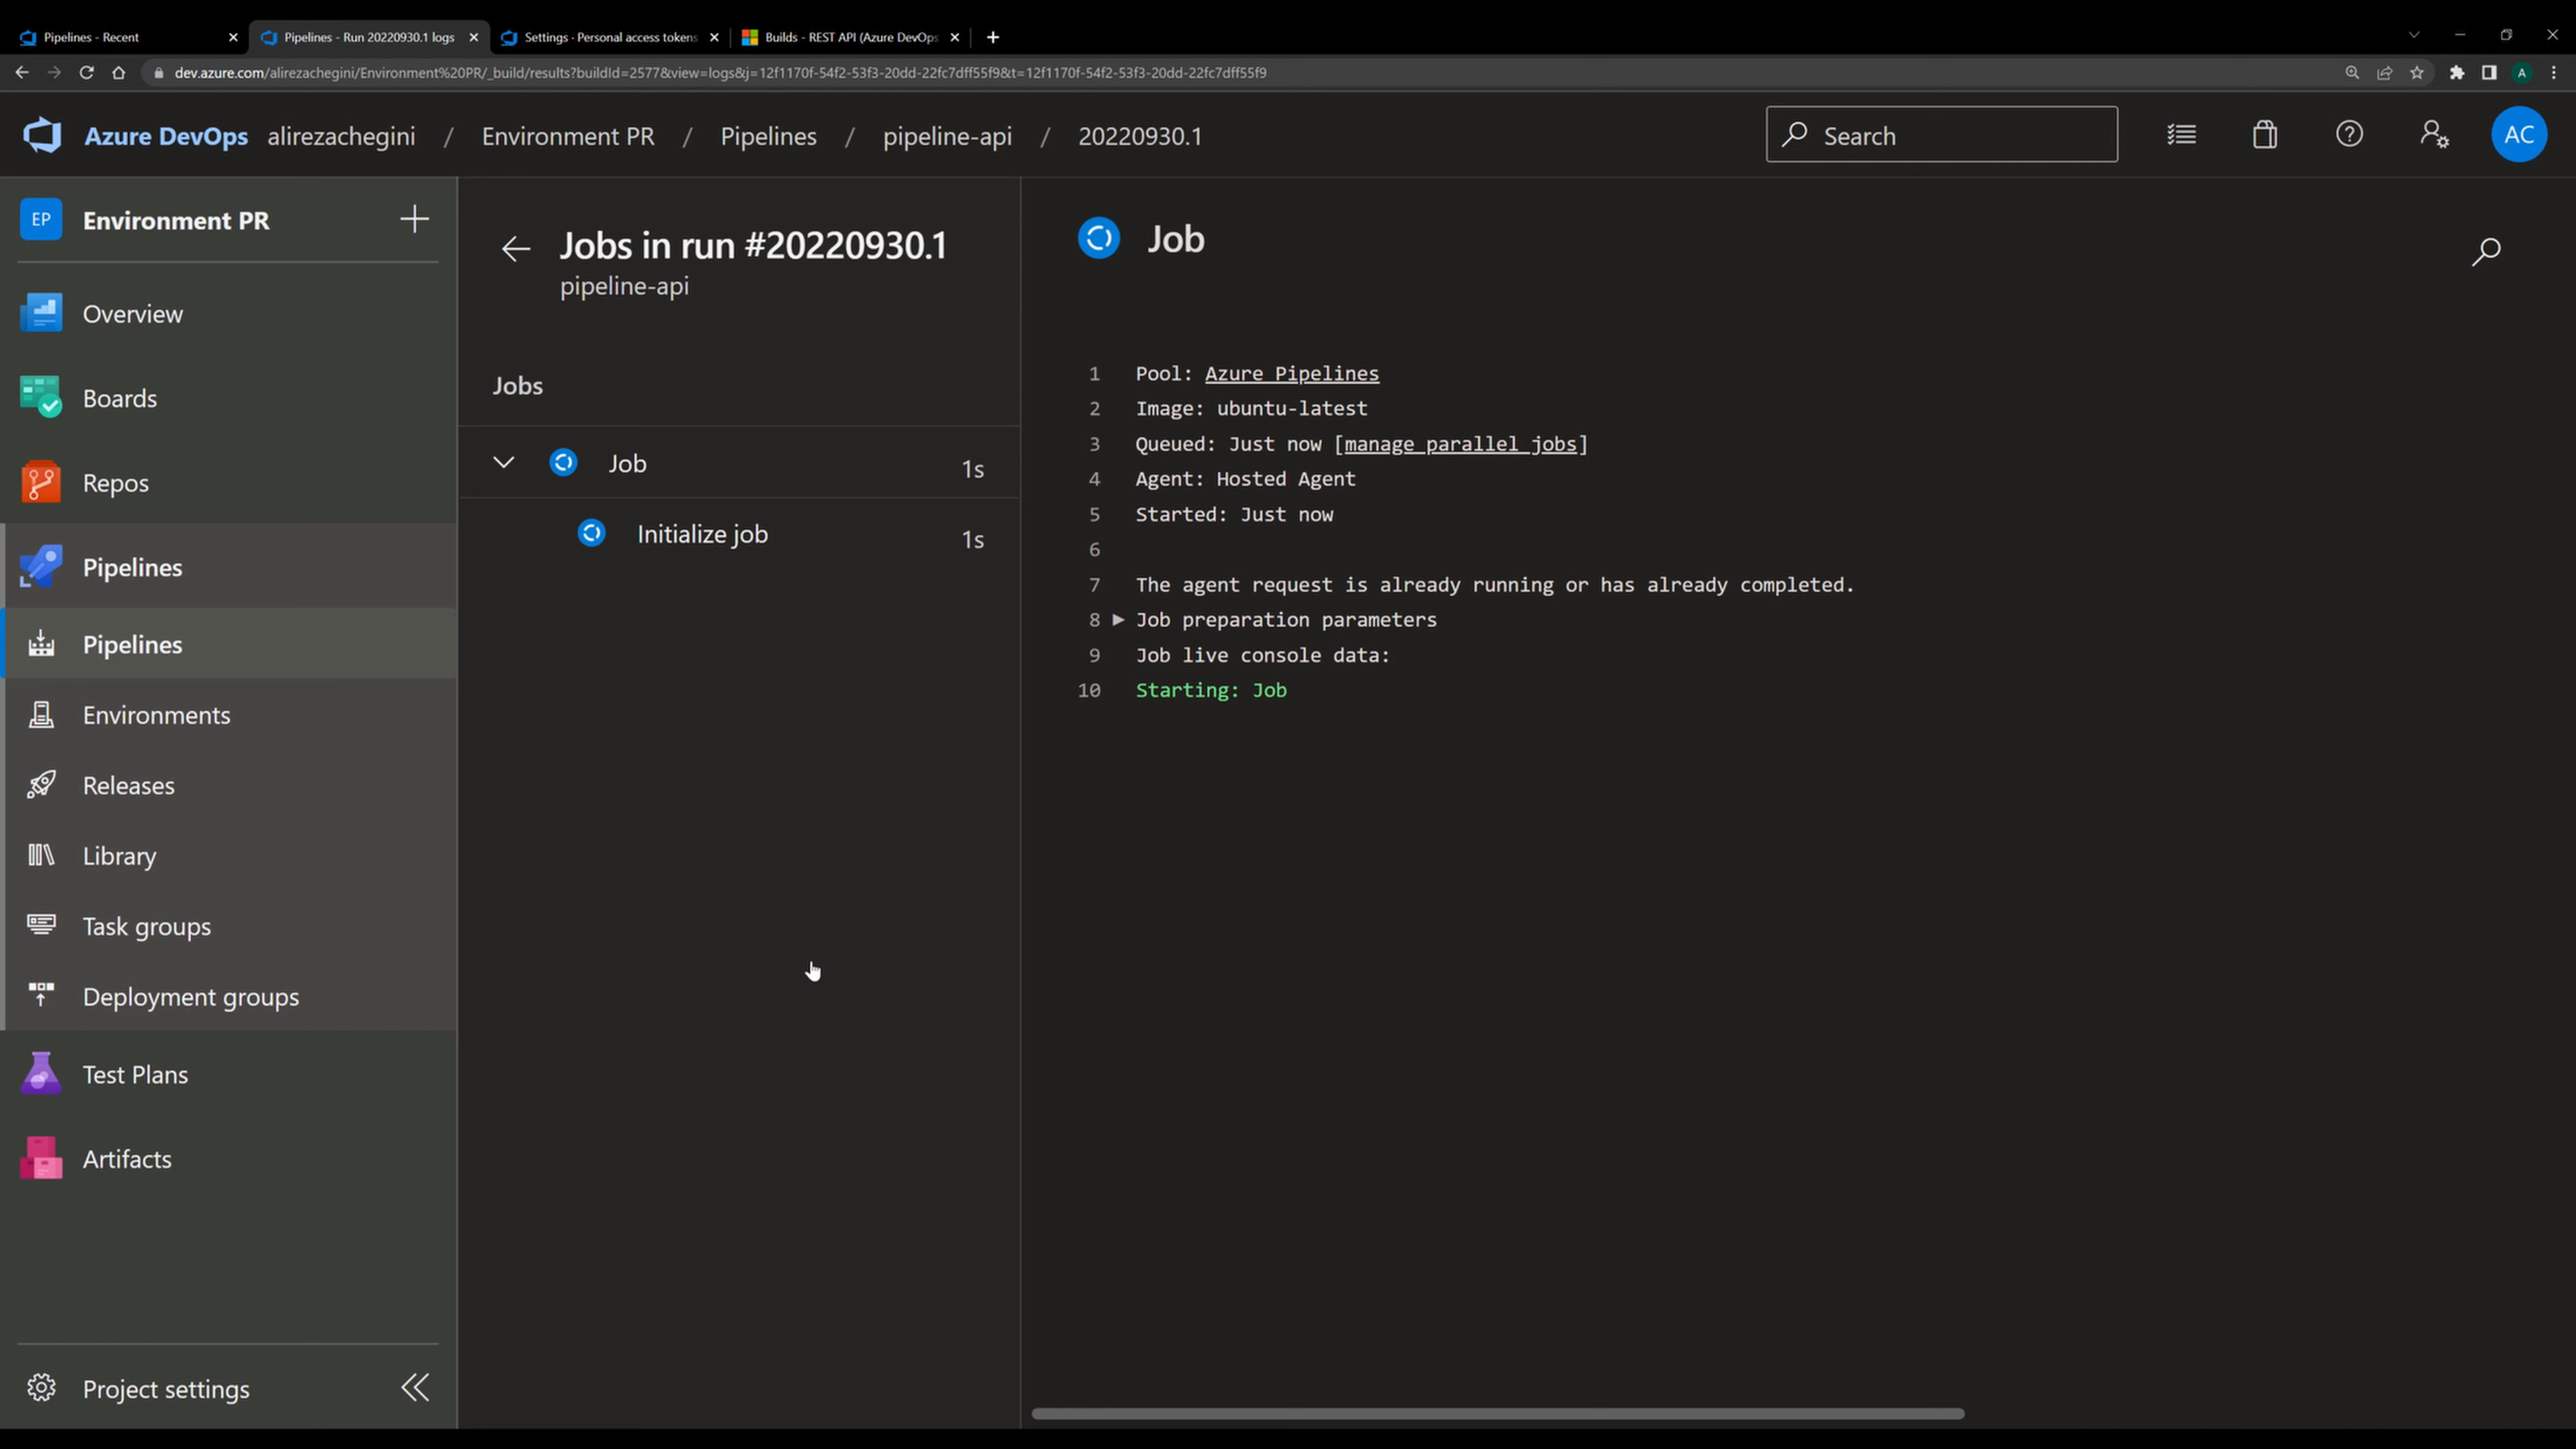 Pipelines - Recent
Pipelines - Run 20220930.1 logs
Settings · Personal access tokens
Builds - REST API (Azure DevOps
dev.azure.com/alirezachegini/Environment%20PR/_build/results?buildId=2577&view=logs&j=12f1170f-54f2-53f3-20dd-22fc7dff55f9&t=12f1170f-54f2-53f3-20dd-22fc7dff55f9
A
Azure DevOps alirezachegini / Environment PR / Pipelines / pipeline-api / 20220930.1
Search
AC
EP Environment PR
Overview
Boards
Repos
Pipelines
Pipelines
Environments
Releases
Library
Task groups
Deployment groups
Test Plans
Artifacts
Project settings
Jobs in run #20220930.1
pipeline-api
Jobs
Job 1s
Initialize job 1s
Job
1 Pool: Azure Pipelines
2 Image: ubuntu-latest
3 Queued: Just now [manage parallel jobs]
4 Agent: Hosted Agent
5 Started: Just now
6
7 The agent request is already running or has already completed.
8 Job preparation parameters
9 Job live console data:
10 Starting: Job